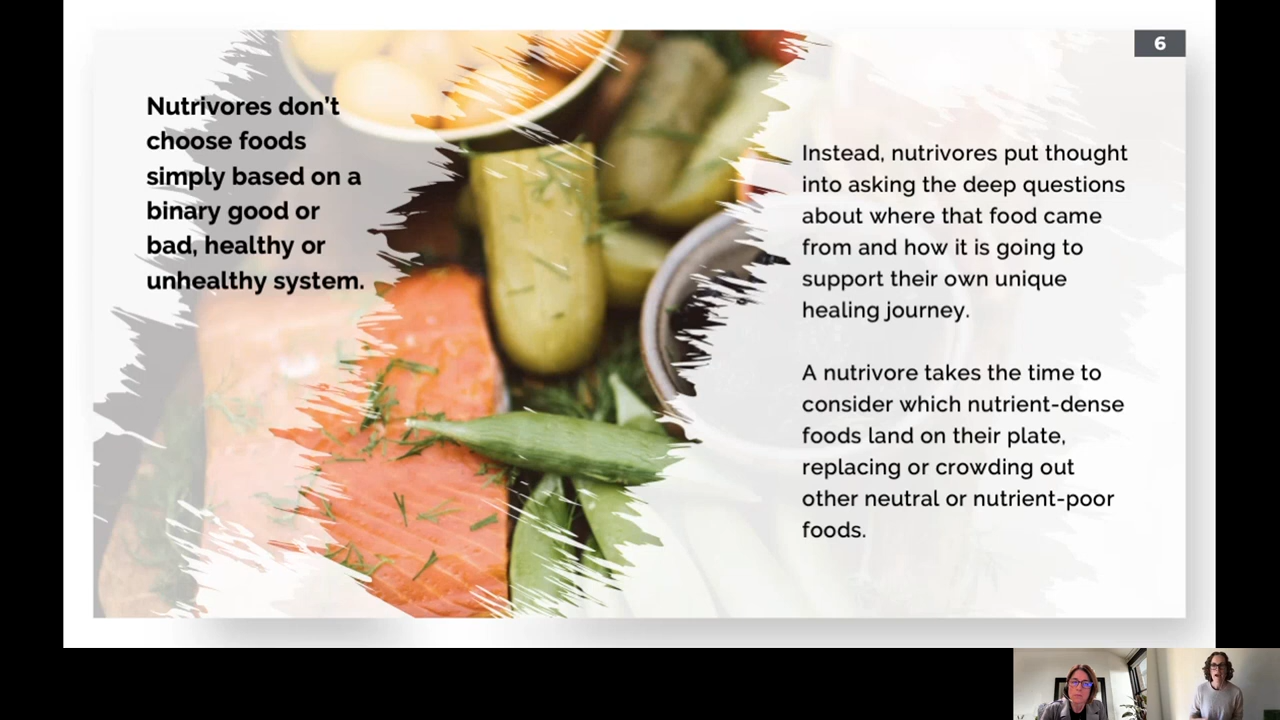 6
Nutrivores don’t
choose foods
simply based on a
binary good or
bad, healthy or
unhealthy system.
Instead, nutrivores put thought
into asking the deep questions
about where that food came
from and how it is going to
support their own unique
healing journey.
A nutrivore takes the time to
consider which nutrient-dense
foods land on their plate,
replacing or crowding out
other neutral or nutrient-poor
foods.